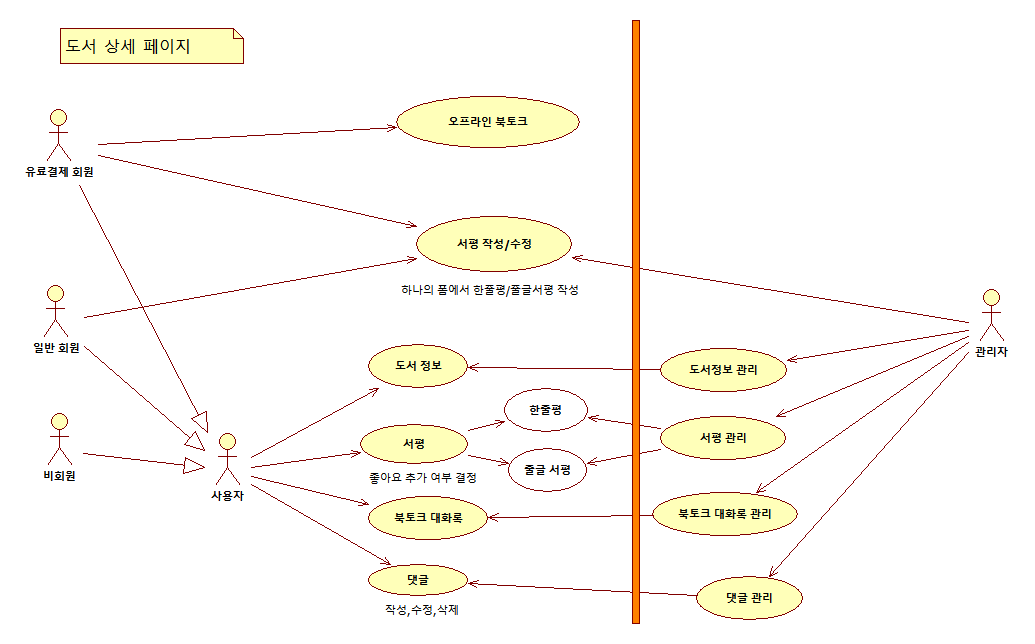 도서 상세 페이지
오프라인 북토크
유료결제 회원
서평 작성/수정
하나의 폼에서 한줄평/줄글서평 작성
일반 회원
관리자
도서 정보
도서정보 관리
한줄평
서평
서평 관리
줄글 서평
비회원
좋아요 추가 여부 결정
사용자
북토크 대화록
북토크 대화록 관리
댓글
댓글 관리
작성,수정,삭제